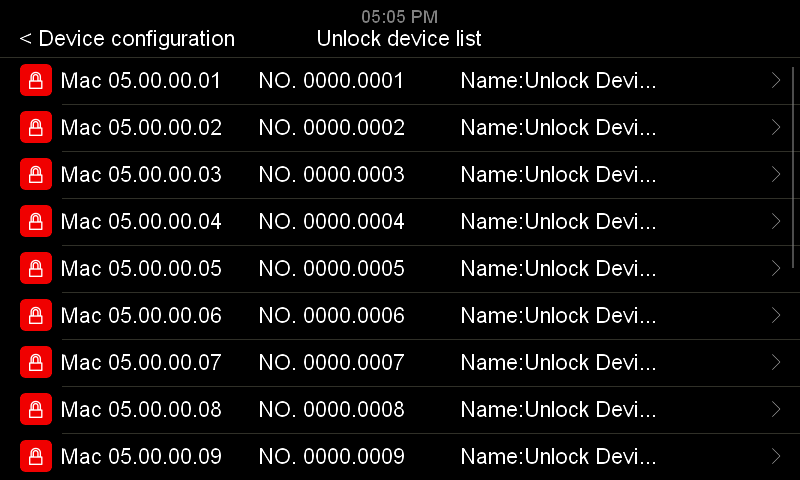 05:05 PM
< Device configuration Unlock device list
Mac 05.00.00.01 NO. 0000.0001 Name:Unlock Devi...
Mac 05.00.00.02 NO. 0000.0002 Name:Unlock Devi...
Mac 05.00.00.03 NO. 0000.0003 Name:Unlock Devi...
Mac 05.00.00.04 NO. 0000.0004 Name:Unlock Devi...
Mac 05.00.00.05 NO. 0000.0005 Name:Unlock Devi...
Mac 05.00.00.06 NO. 0000.0006 Name:Unlock Devi...
Mac 05.00.00.07 NO. 0000.0007 Name:Unlock Devi...
Mac 05.00.00.08 NO. 0000.0008 Name:Unlock Devi...
Mac 05.00.00.09 NO. 0000.0009 Name:Unlock Devi...